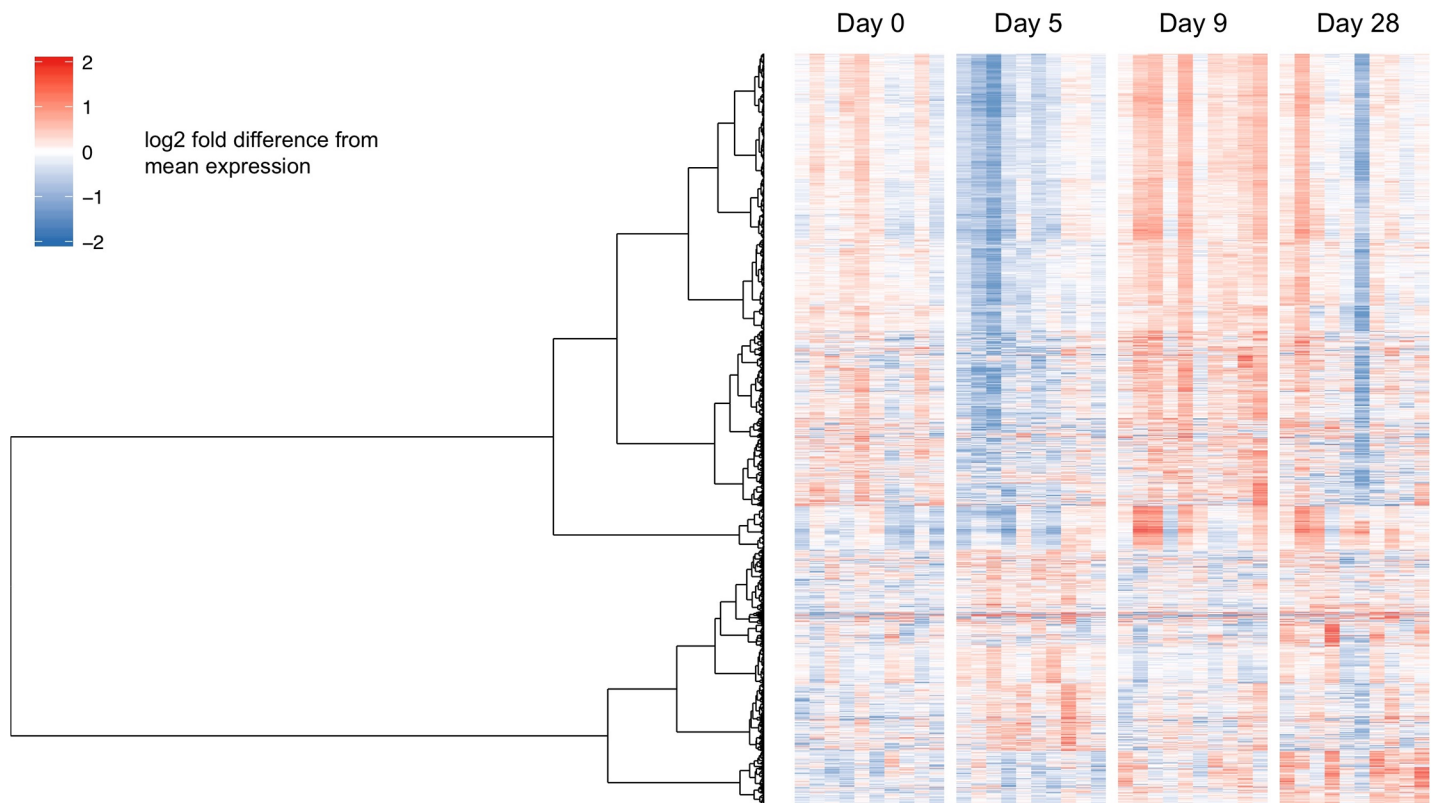 Day 0
Day 5
Day 9
Day 28
2
1
0
−1
−2
log2 fold difference from
mean expression